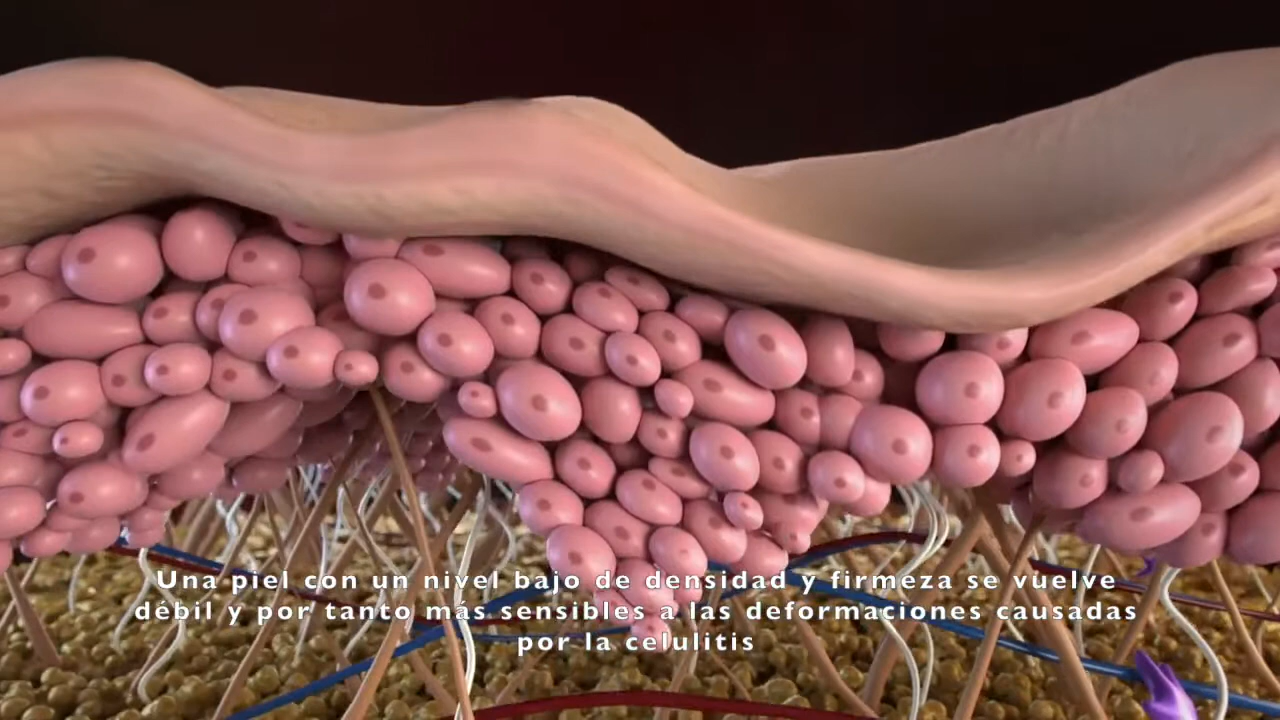 Una piel con un nivel bajo de densidad y firmeza se vuelve
débil y por tanto más sensibles a las deformaciones causadas
por la celulitis